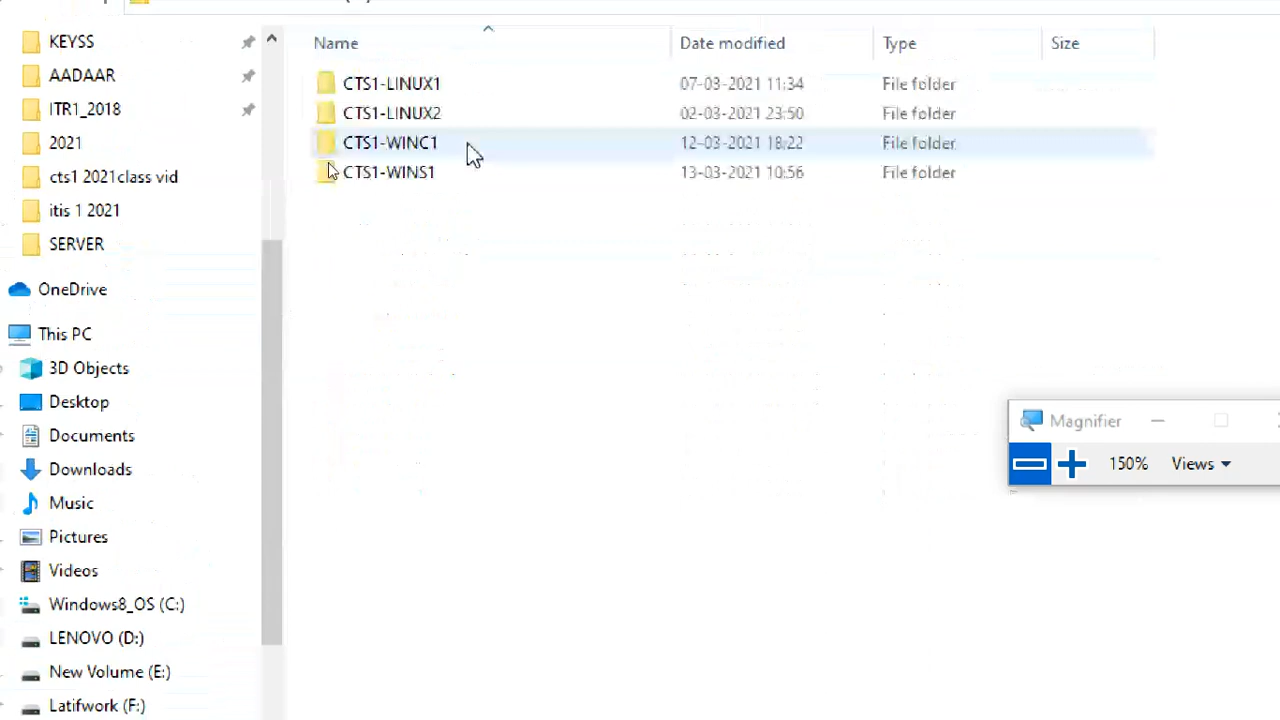 KEYSS
AADAAR
ITR1_2018
2021
cts1 2021class vid
itis 1 2021
SERVER
OneDrive
This PC
3D Objects
Desktop
Documents
Downloads
Music
Pictures
Videos
Windows8_OS (C:)
LENOVO (D:)
New Volume (E:)
Latifwork (F:)
Name Date modified Type Size
CTS1-LINUX1 07-03-2021 11:34 File folder
CTS1-LINUX2 02-03-2021 23:50 File folder
CTS1-WINC1 12-03-2021 18:22 File folder
CTS1-WINS1 13-03-2021 10:56 File folder
Magnifier
150% Views